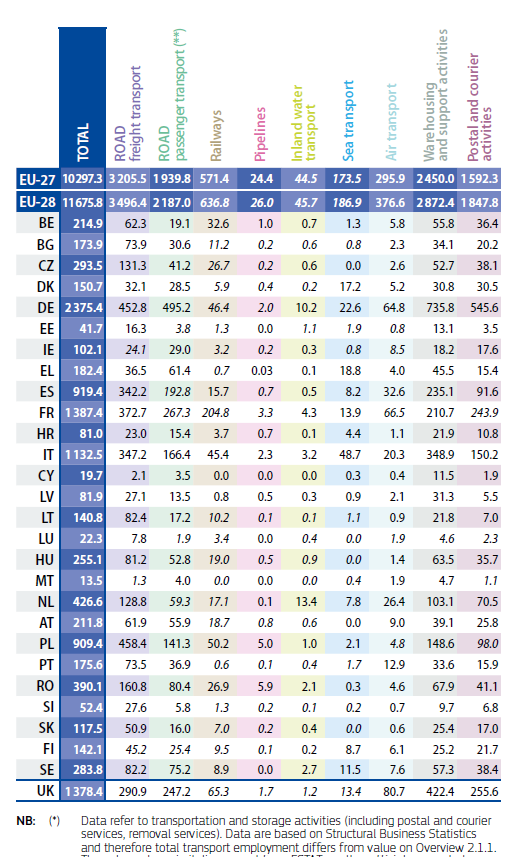 TOTAL
ROAD
freight transport
ROAD
passenger transport (**)
Railways
Pipelines
Inland water
transport
Sea transport
Air transport
Warehousing
and support activities
Postal and courier
activities
EU-27 10297.3 3 205.5 1 939.8 571.4 24.4 44.5 173.5 295.9 2 450.0 1 592.3
EU-28 11675.8 3 496.4 2 187.0 636.8 26.0 45.7 186.9 376.6 2 872.4 1 847.8
BE 214.9 62.3 19.1 32.6 1.0 0.7 1.3 5.8 55.8 36.4
BG 173.9 73.9 30.6 11.2 0.2 0.6 0.8 2.3 34.1 20.2
CZ 293.5 131.3 41.2 26.7 0.2 0.6 0.0 2.6 52.7 38.1
DK 150.7 32.1 28.5 5.9 0.4 0.2 17.2 5.2 30.8 30.5
DE 2 375.4 452.8 495.2 46.4 2.0 10.2 22.6 64.8 735.8 545.6
EE 41.7 16.3 3.8 1.3 0.0 1.1 1.9 0.8 13.1 3.5
IE 102.1 24.1 29.0 3.2 0.2 0.3 0.8 8.5 18.2 17.6
EL 182.4 36.5 61.4 0.7 0.03 0.1 18.8 4.0 45.5 15.4
ES 919.4 342.2 192.8 15.7 0.7 0.5 8.2 32.6 235.1 91.6
FR 1 387.4 372.7 267.3 204.8 3.3 4.3 13.9 66.5 210.7 243.9
HR 81.0 23.0 15.4 3.7 0.7 0.1 4.4 1.1 21.9 10.8
IT 1 132.5 347.2 166.4 45.4 2.3 3.2 48.7 20.3 348.9 150.2
CY 19.7 2.1 3.5 0.0 0.0 0.0 0.3 0.4 11.5 1.9
LV 81.9 27.1 13.5 0.8 0.5 0.3 0.9 2.1 31.3 5.5
LT 140.8 82.4 17.2 10.2 0.1 0.1 1.1 0.9 21.8 7.0
LU 22.3 7.8 1.9 3.4 0.0 0.4 0.0 1.9 4.6 2.3
HU 255.1 81.2 52.8 19.0 0.5 0.9 0.0 1.4 63.5 35.7
MT 13.5 1.3 4.0 0.0 0.0 0.0 0.4 1.9 4.7 1.1
NL 426.6 128.8 59.3 17.1 0.1 13.4 7.8 26.4 103.1 70.5
AT 211.8 61.9 55.9 18.7 0.8 0.6 0.0 9.0 39.1 25.8
PL 909.4 458.4 141.3 50.2 5.0 1.0 2.1 4.8 148.6 98.0
PT 175.6 73.5 36.9 0.6 0.1 0.4 1.7 12.9 33.6 15.9
RO 390.1 160.8 80.4 26.9 5.9 2.1 0.3 4.6 67.9 41.1
SI 52.4 27.6 5.8 1.3 0.2 0.1 0.2 0.7 9.7 6.8
SK 117.5 50.9 16.0 7.0 0.2 0.4 0.0 0.6 25.4 17.0
FI 142.1 45.2 25.4 9.5 0.1 0.2 8.7 6.1 25.2 21.7
SE 283.8 82.2 75.2 8.9 0.0 2.7 11.5 7.6 57.3 38.4
UK 1 378.4 290.9 247.2 65.3 1.7 1.2 13.4 80.7 422.4 255.6
NB: (*) Data refer to transportation and storage activities (including postal and courier
services, removal services). Data are based on Structural Business Statistics
and therefore total transport employment differs from value on Overview 2.1.1.